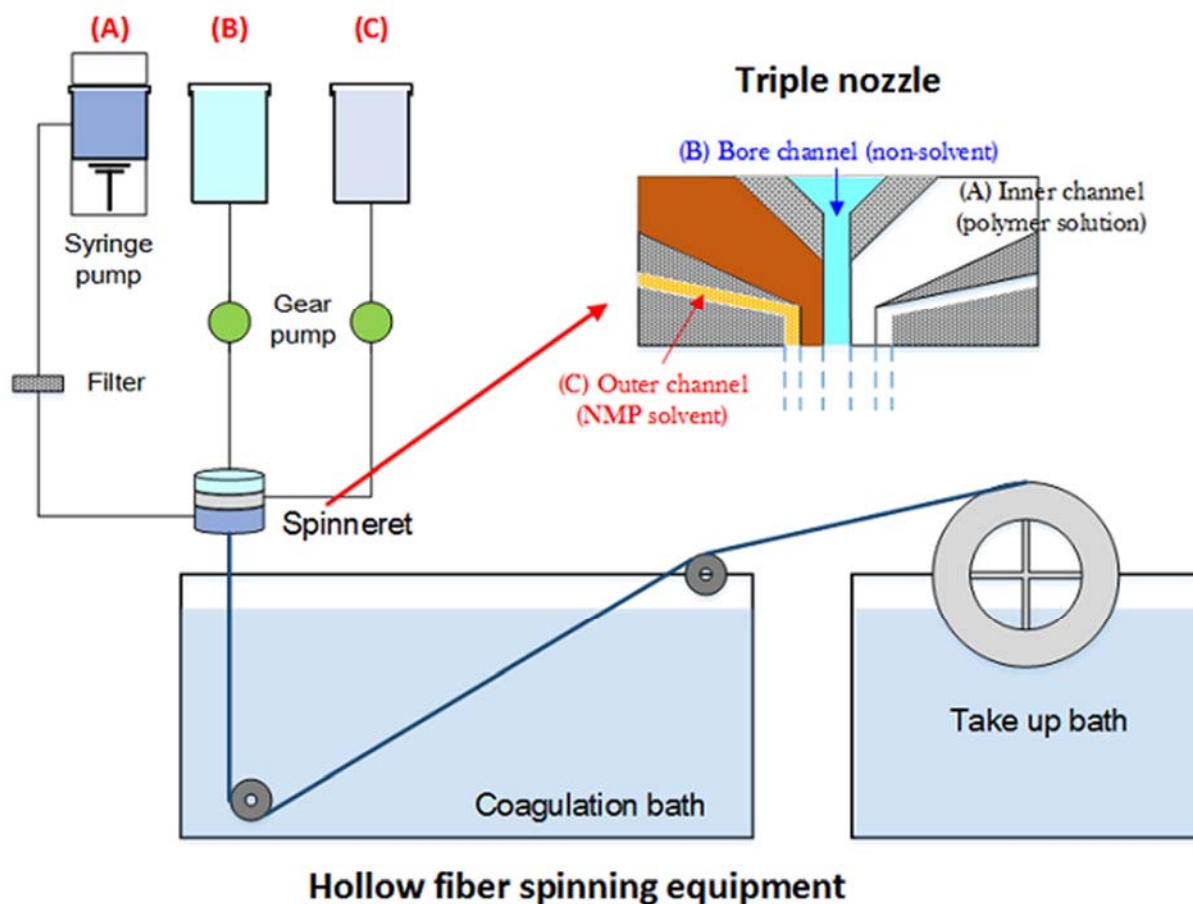 (A)
(B)
(C)
Triple nozzle
(B) Bore channel (non-solvent)
(A) Inner channel
(polymer solution)
Syringe
pump
Gear
pump
Filter
(C) Outer channel
(NMP solvent)
Spinneret
Coagulation bath
Take up bath
Hollow fiber spinning equipment